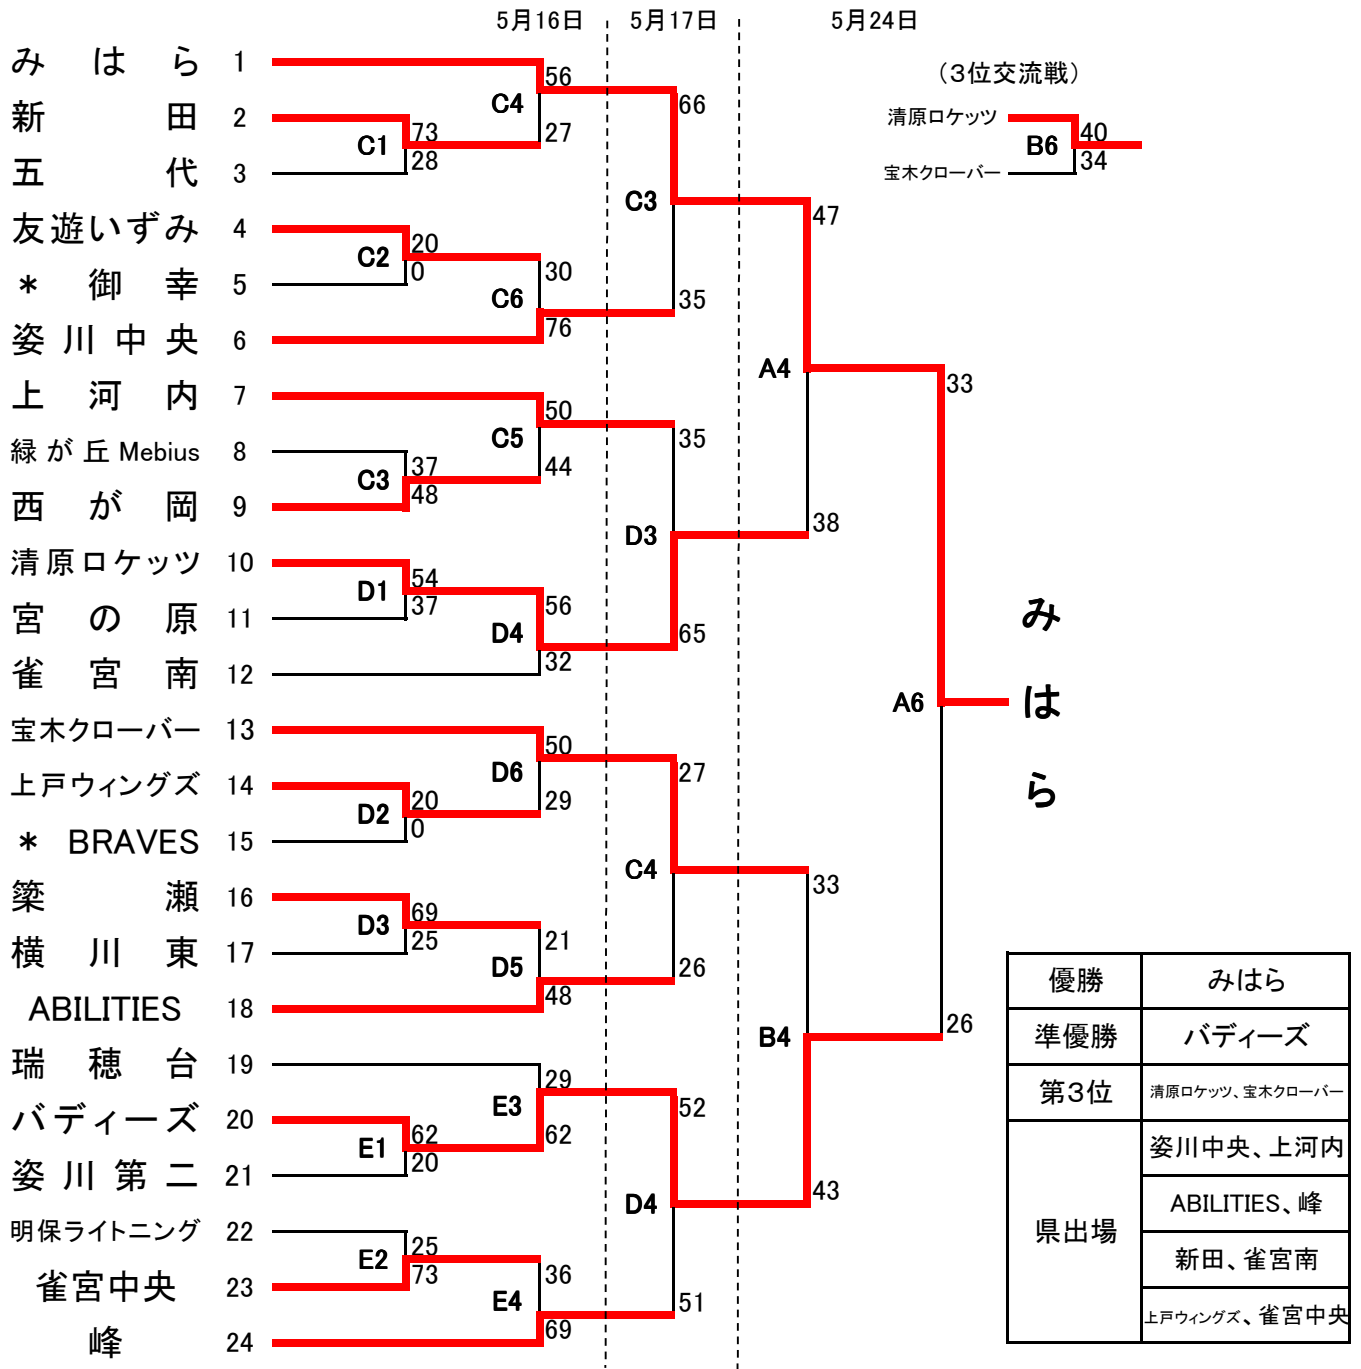 5月16日 5月17日 5月24日
(3位交流戦)
清原ロケッツ
宝木クローバー
B6
40
34
みはら 1
新田 2
五代 3
友遊いずみ 4
* 御幸 5
姿川中央 6
上河内 7
緑が丘 Mebius 8
西が岡 9
清原ロケッツ 10
宮の原 11
雀宮南 12
宝木クローバー 13
上戸ウィングズ 14
* BRAVES 15
簗瀬 16
横川東 17
ABILITIES 18
瑞穂台 19
バディーズ 20
姿川第二 21
明保ライトニング 22
雀宮中央 23
峰 24
C1 73 28
C2 20 0
C3 37 48
D1 54 37
D2 20 0
D3 69 25
E1 62 20
E2 25 73
C4 56 27
C6 30 76
C5 50 44
D4 56 32
D6 50 29
D5 21 48
E3 29 62
E4 36 69
C3 66 35
D3 35 65
C4 27 26
D4 52 51
A4 47 38
B4 33 43
A6 33 26
みはら
優勝 みはら
準優勝 バディーズ
第3位 清原ロケッツ、宝木クローバー
県出場 姿川中央、上河内
ABILITIES、峰
新田、雀宮南
上戸ウィングズ、雀宮中央